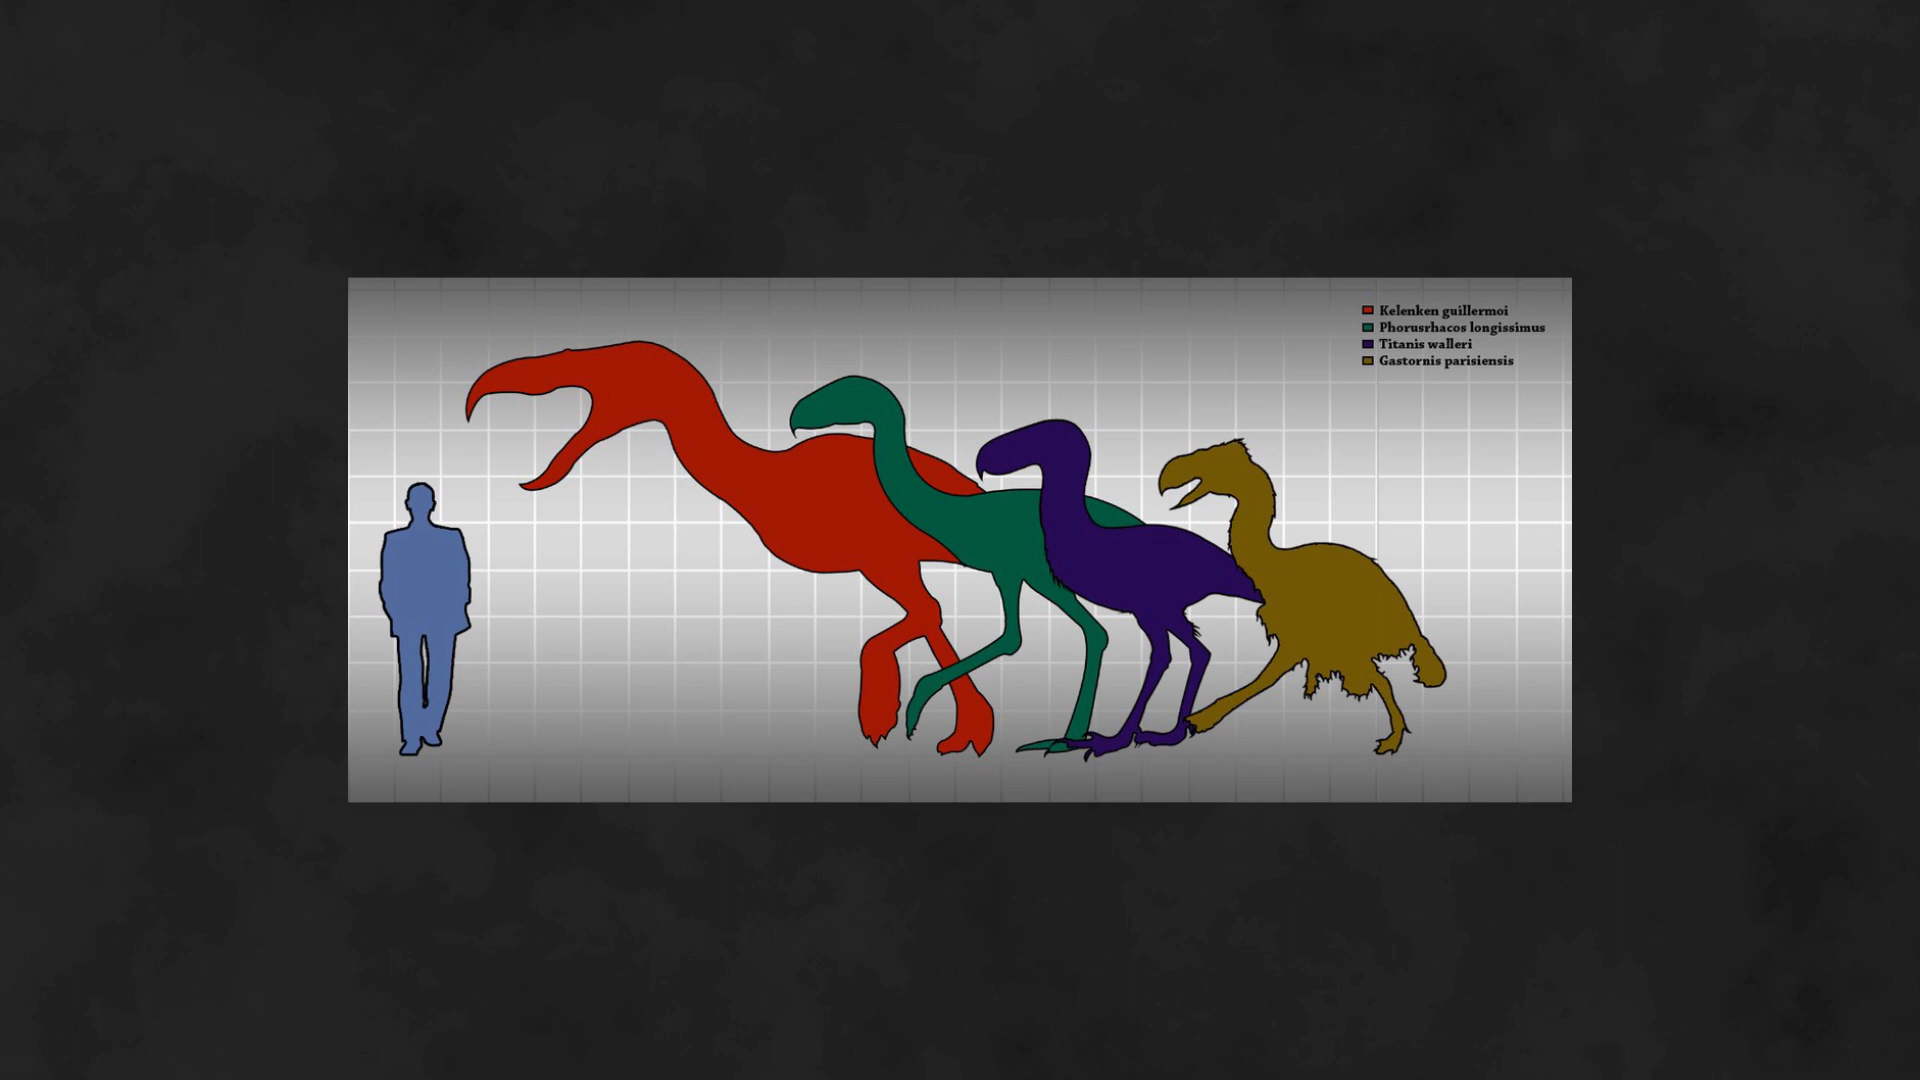 Kelenken guillermoi
Phorusrhacos longissimus
Titanis walleri
Gastornis parisiensis